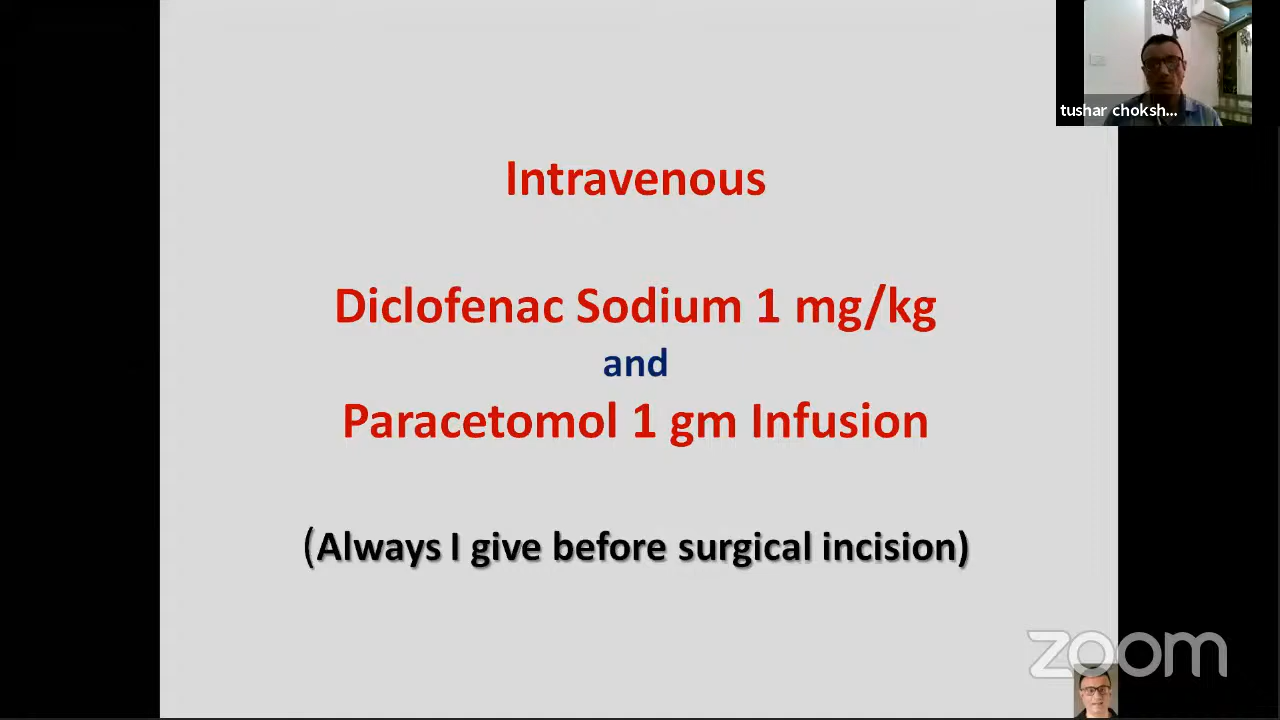 tushar choksh...
Intravenous
Diclofenac Sodium 1 mg/kg
and
Paracetomol 1 gm Infusion
(Always I give before surgical incision)
zoom